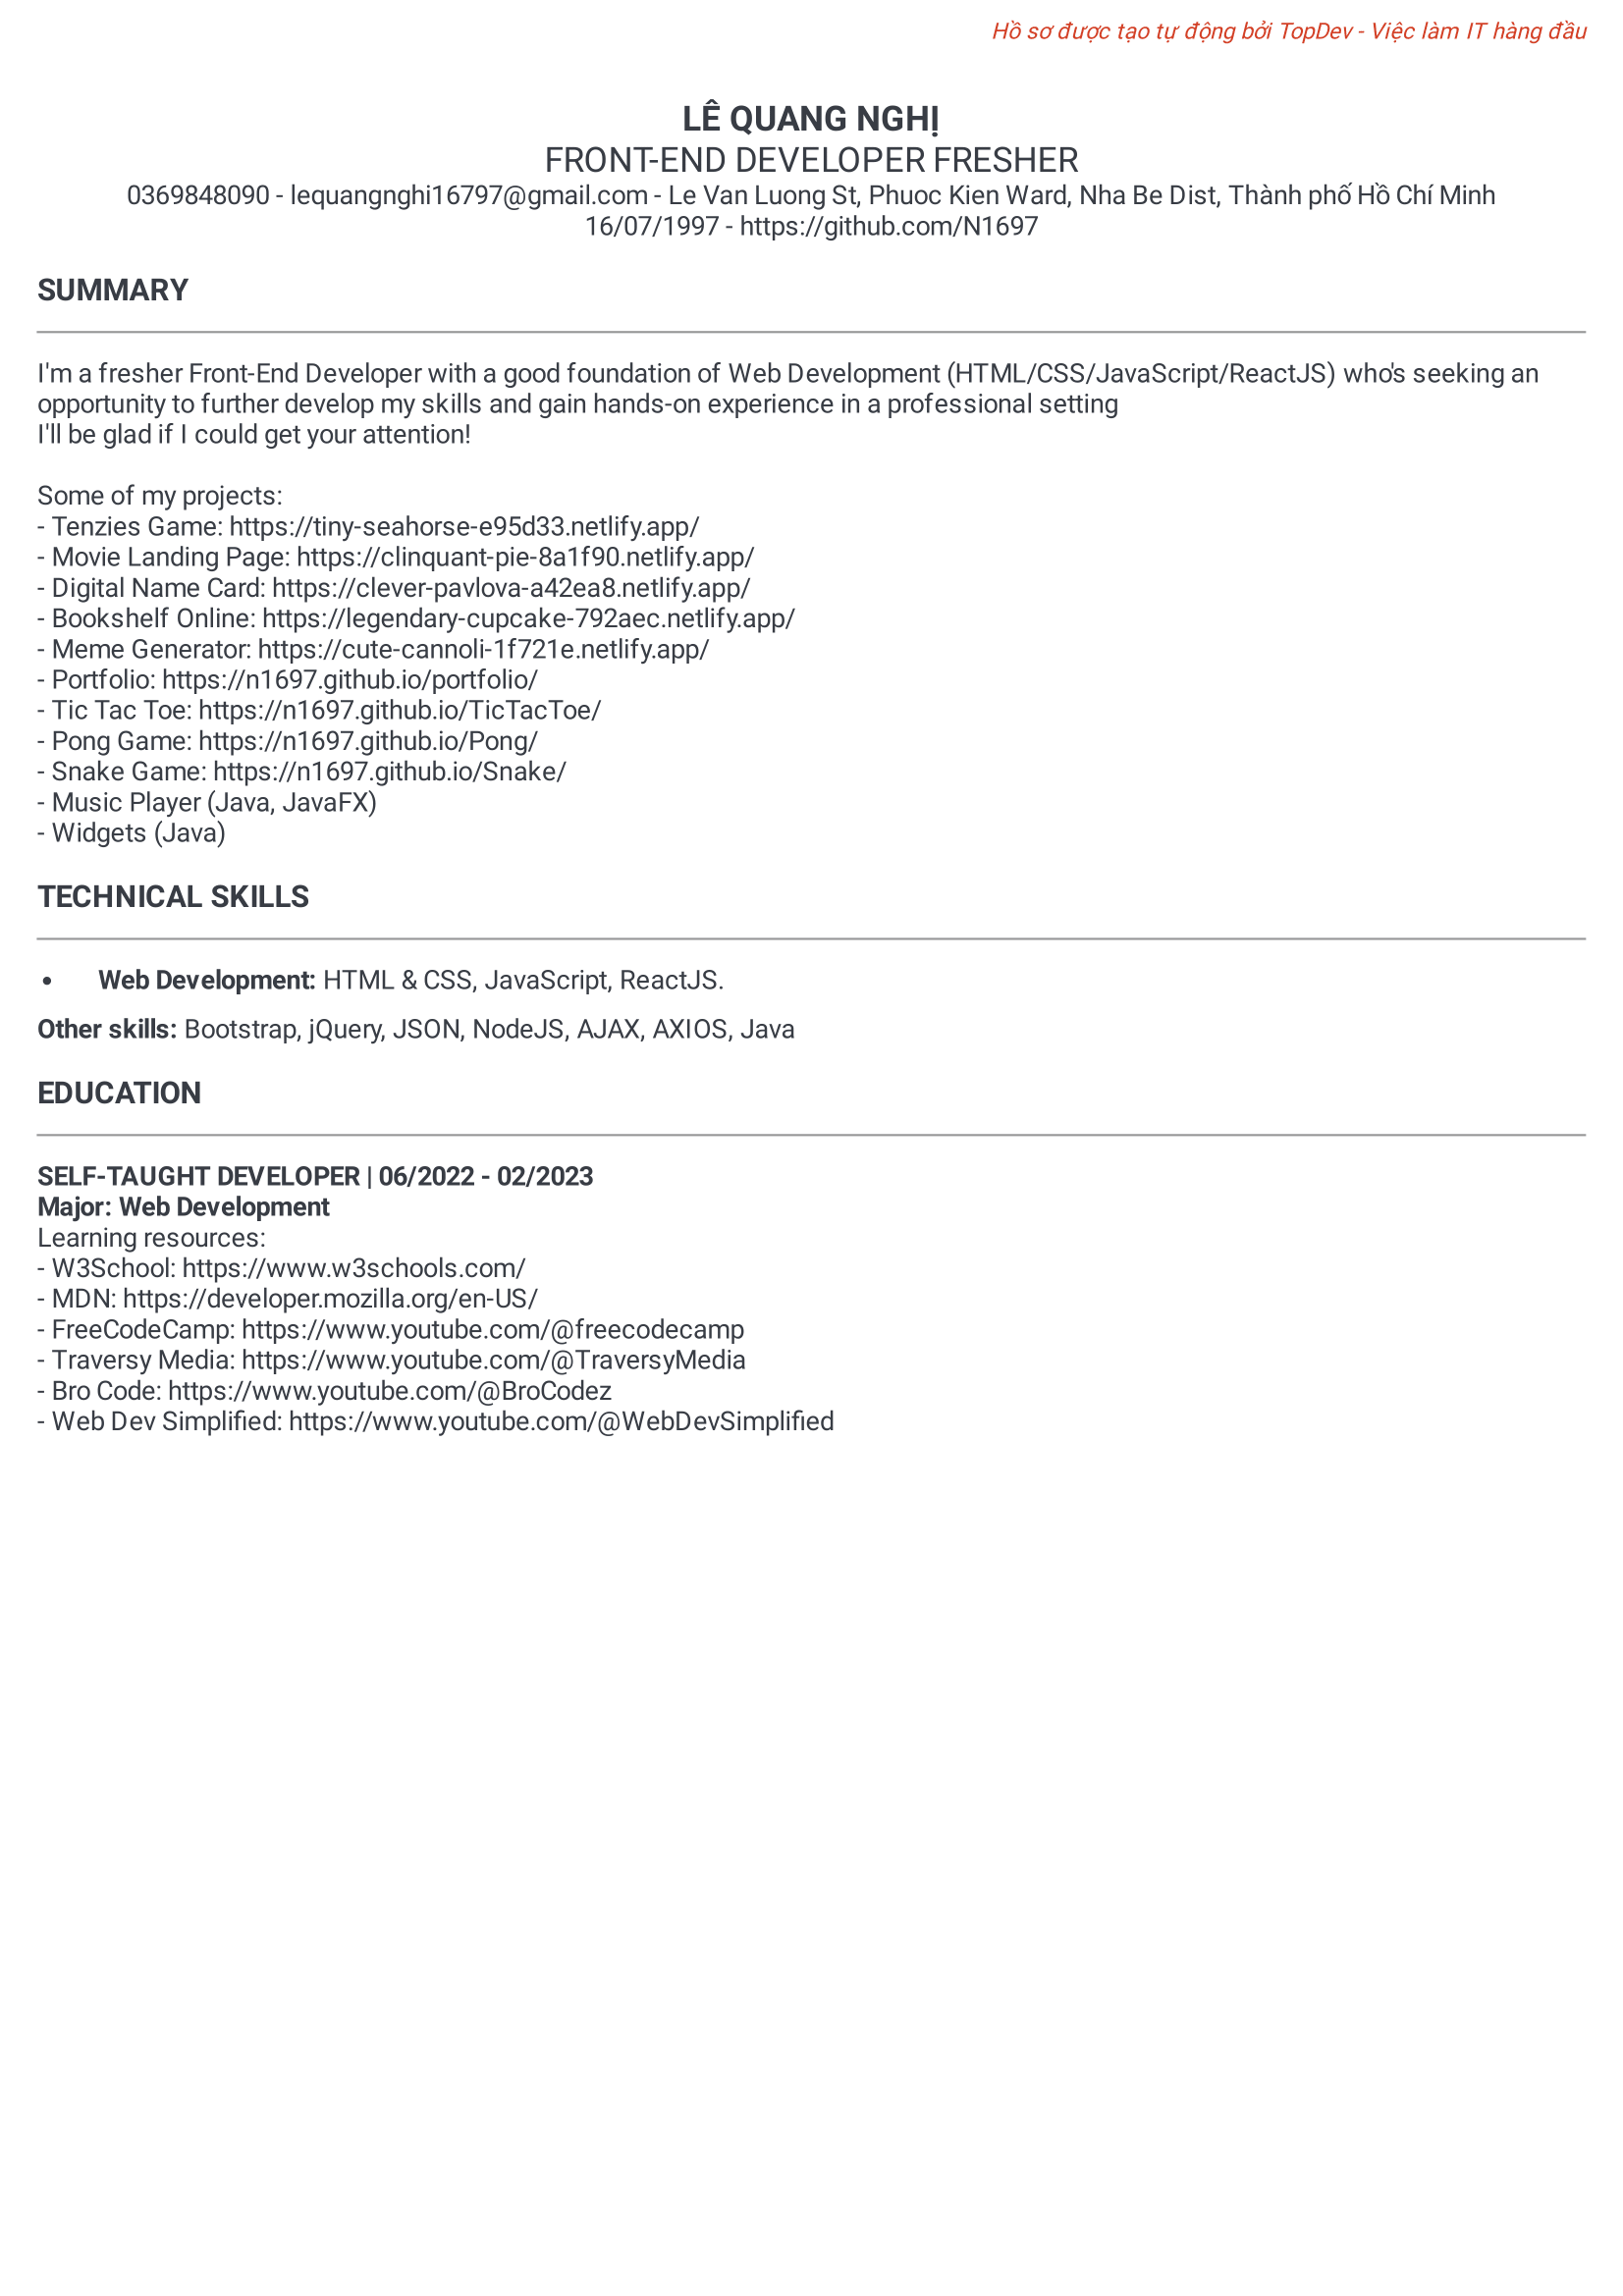 Hồ sơ được tạo tự động bởi TopDev - Việc làm IT hàng đầu
LÊ QUANG NGHỊ
FRONT-END DEVELOPER FRESHER
0369848090 - lequangnghi16797@gmail.com - Le Van Luong St, Phuoc Kien Ward, Nha Be Dist, Thành phố Hồ Chí Minh
16/07/1997 - https://github.com/N1697
SUMMARY
I'm a fresher Front-End Developer with a good foundation of Web Development (HTML/CSS/JavaScript/ReactJS) who's seeking an
opportunity to further develop my skills and gain hands-on experience in a professional setting
I'll be glad if I could get your attention!
Some of my projects:
- Tenzies Game: https://tiny-seahorse-e95d33.netlify.app/
- Movie Landing Page: https://clinquant-pie-8a1f90.netlify.app/
- Digital Name Card: https://clever-pavlova-a42ea8.netlify.app/
- Bookshelf Online: https://legendary-cupcake-792aec.netlify.app/
- Meme Generator: https://cute-cannoli-1f721e.netlify.app/
- Portfolio: https://n1697.github.io/portfolio/
- Tic Tac Toe: https://n1697.github.io/TicTacToe/
- Pong Game: https://n1697.github.io/Pong/
- Snake Game: https://n1697.github.io/Snake/
- Music Player (Java, JavaFX)
- Widgets (Java)
TECHNICAL SKILLS
• Web Development: HTML & CSS, JavaScript, ReactJS.
Other skills: Bootstrap, jQuery, JSON, NodeJS, AJAX, AXIOS, Java
EDUCATION
SELF-TAUGHT DEVELOPER | 06/2022 - 02/2023
Major: Web Development
Learning resources:
- W3School: https://www.w3schools.com/
- MDN: https://developer.mozilla.org/en-US/
- FreeCodeCamp: https://www.youtube.com/@freecodecamp
- Traversy Media: https://www.youtube.com/@TraversyMedia
- Bro Code: https://www.youtube.com/@BroCodez
- Web Dev Simplified: https://www.youtube.com/@WebDevSimplified